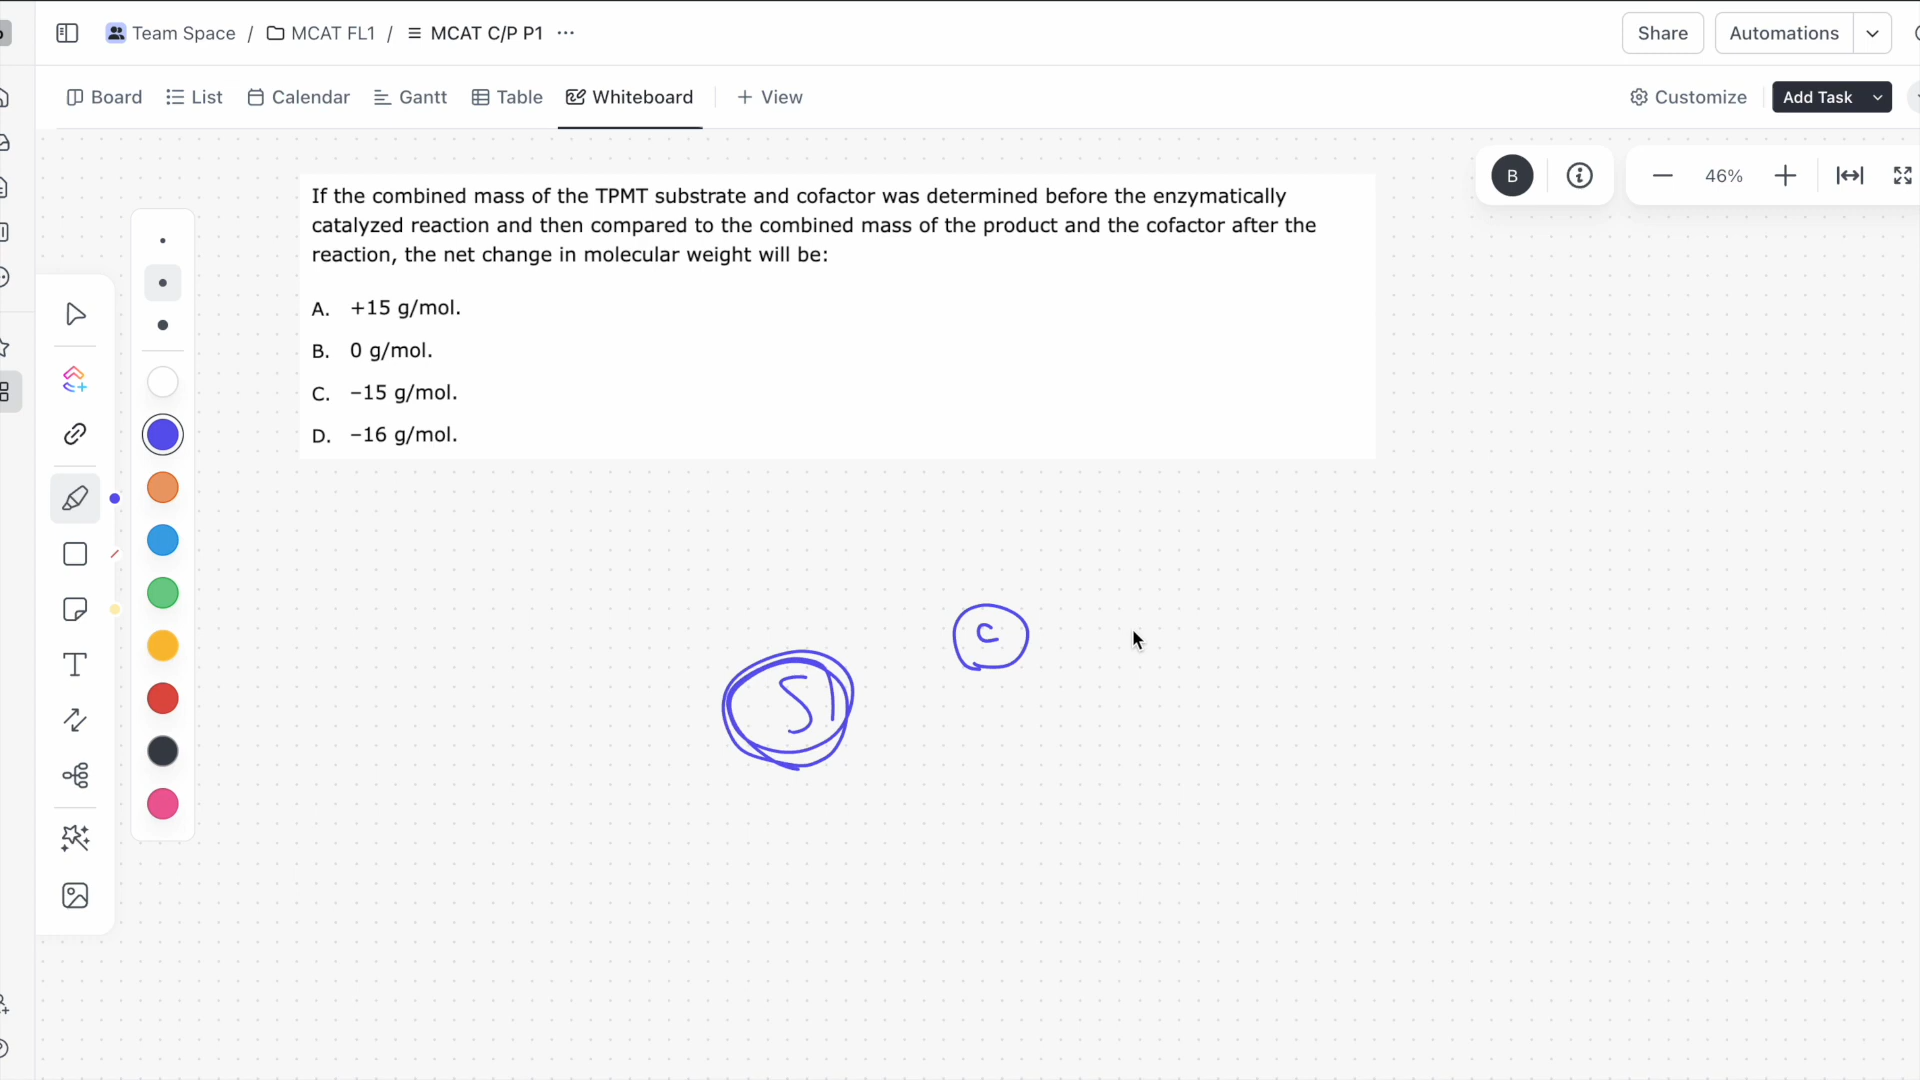 Team Space / MCAT FL1 / MCAT C/P P1 ...
Share
Automations
Board
List
Calendar
Gantt
Table
Whiteboard
+ View
Customize
Add Task
B
46%
If the combined mass of the TPMT substrate and cofactor was determined before the enzymatically
catalyzed reaction and then compared to the combined mass of the product and the cofactor after the
reaction, the net change in molecular weight will be:
A. +15 g/mol.
B. 0 g/mol.
C. −15 g/mol.
D. −16 g/mol.
C
S1